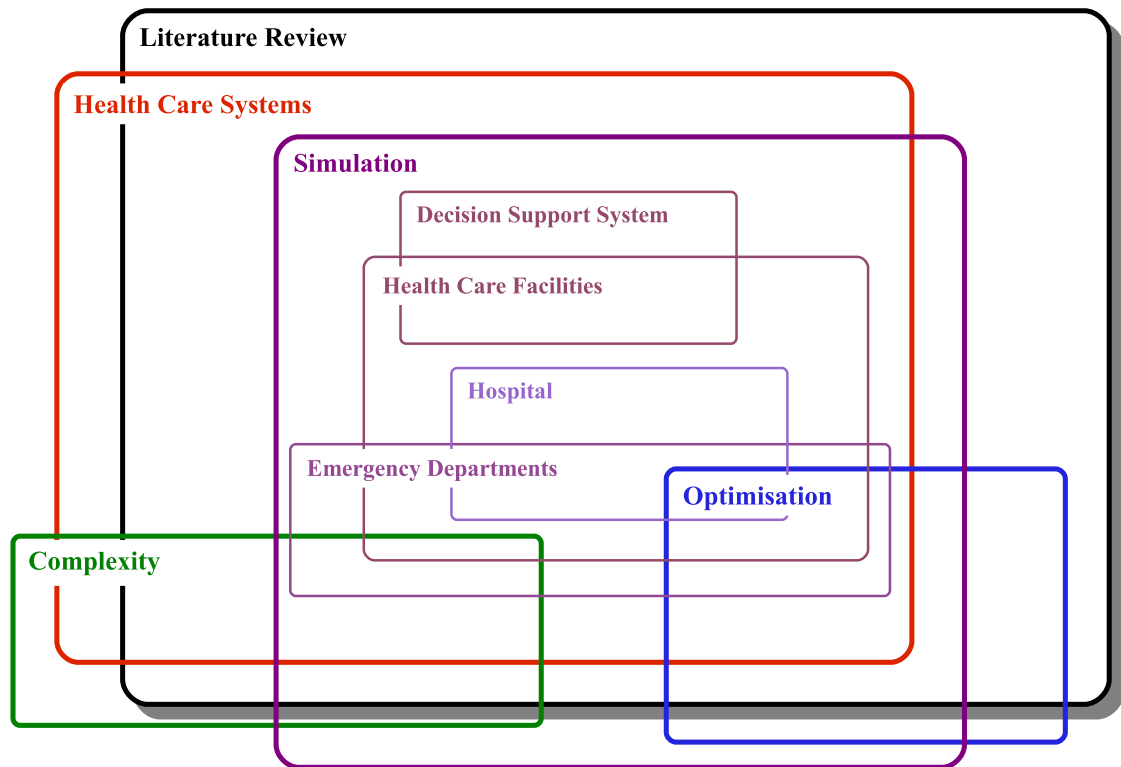 Literature Review
Health Care Systems
Simulation
Decision Support System
Health Care Facilities
Hospital
Emergency Departments
Optimisation
Complexity